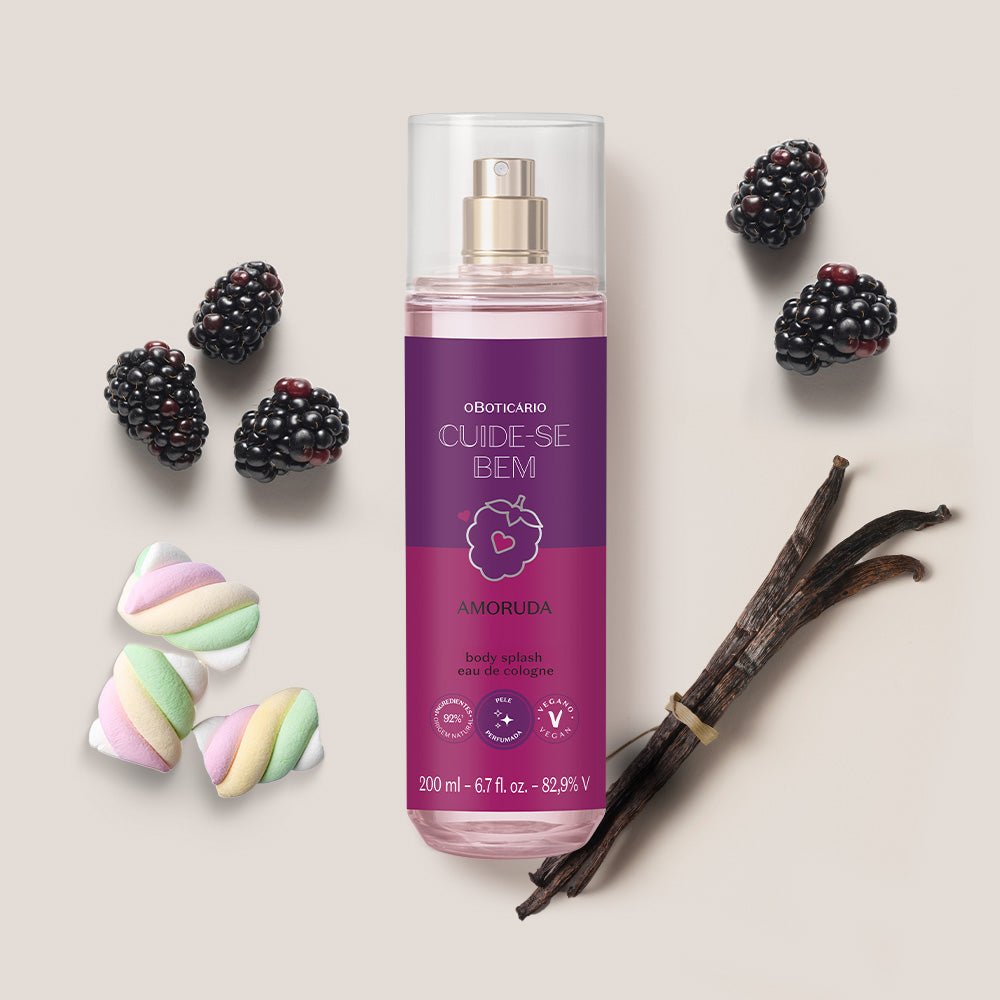 oBOTICÁRIO
CUIDE-SE
BEM
AMORUDA
body splash
eau de cologne
INGREDIENTES
92%
ORIGEM NATURAL
PELE
PERFUMADA
VEGANO
V
VEGAN
200 ml – 6.7 fl. oz. – 82,9% V